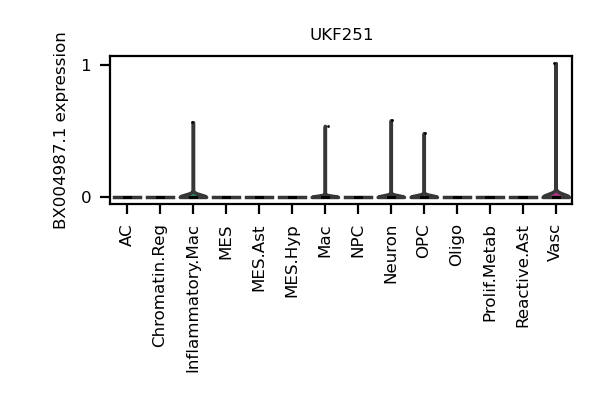 UKF251
BX004987.1 expression
1
0
AC
Chromatin.Reg
Inflammatory.Mac
MES
MES.Ast
MES.Hyp
Mac
NPC
Neuron
OPC
Oligo
Prolif.Metab
Reactive.Ast
Vasc